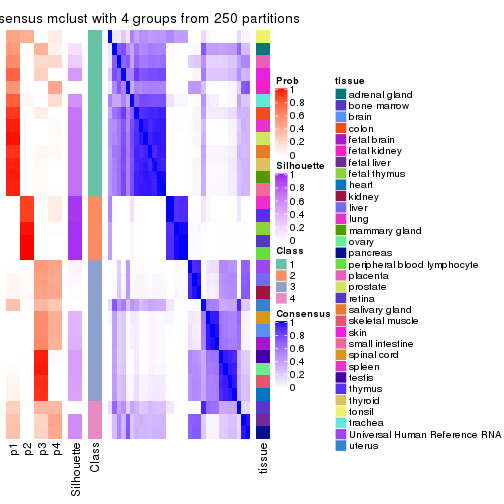 sensus mclust with 4 groups from 250 partitions
p1
p2
p3
p4
Silhouette
Class
tissue
Prob
1
0.8
0.6
0.4
0.2
0
Silhouette
1
0.8
0.6
0.4
0.2
0
Class
1
2
3
4
Consensus
1
0.8
0.6
0.4
0.2
0
tissue
adrenal gland
bone marrow
brain
colon
fetal brain
fetal kidney
fetal liver
fetal thymus
heart
kidney
liver
lung
mammary gland
ovary
pancreas
peripheral blood lymphocyte
placenta
prostate
retina
salivary gland
skeletal muscle
skin
small intestine
spinal cord
spleen
testis
thymus
thyroid
tonsil
trachea
Universal Human Reference RNA
uterus